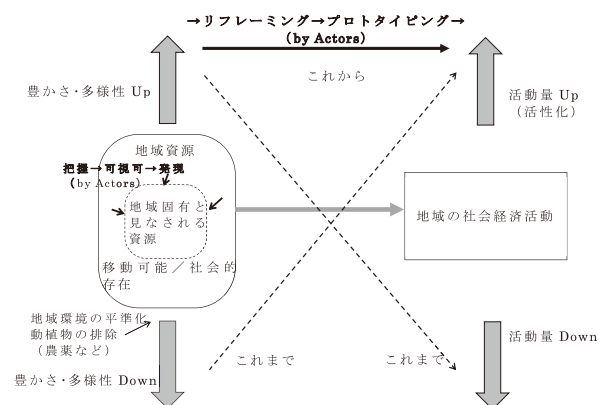 →リフレーミング→プロトタイピング→
(by Actors)
これから
豊かさ・多様性 Up
活動量 Up
（活性化）
地域資源
把握→可視可→発現
(by Actors)
地域固有と
見なされる
資源
移動可能／社会的
存在
地域の社会経済活動
地域環境の平準化
動植物の排除
（農薬など）
豊かさ・多様性 Down
これまで
これまで
活動量 Down